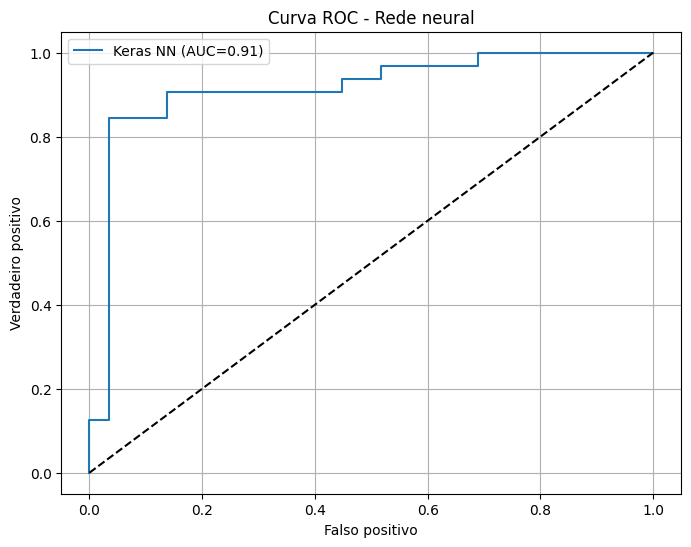 Curva ROC - Rede neural
Keras NN (AUC=0.91)
1.0
0.8
0.6
0.4
0.2
0.0
Verdadeiro positivo
0.0 0.2 0.4 0.6 0.8 1.0
Falso positivo